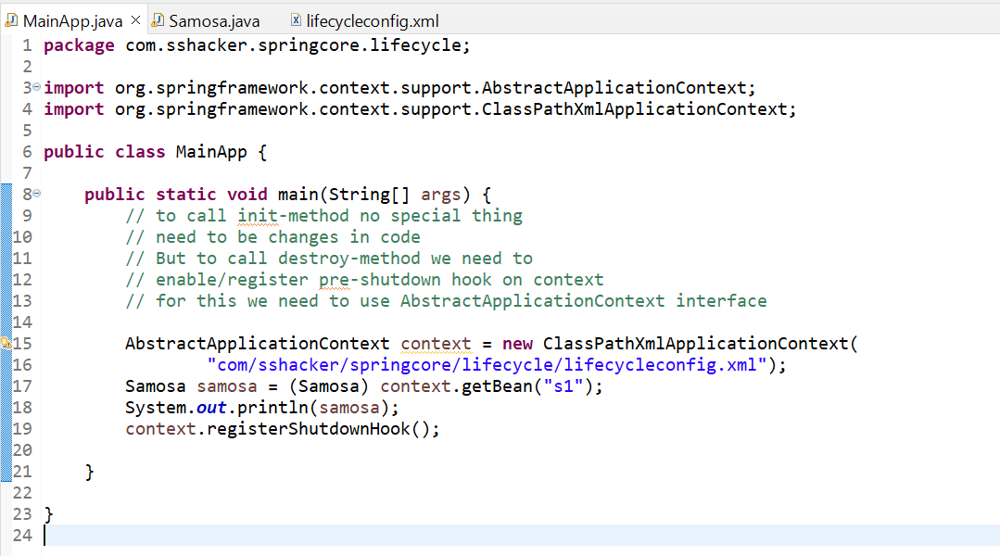 MainApp.java Samosa.java lifecycleconfig.xml
1 package com.sshacker.springcore.lifecycle;
2
3 import org.springframework.context.support.AbstractApplicationContext;
4 import org.springframework.context.support.ClassPathXmlApplicationContext;
5
6 public class MainApp {
7
8     public static void main(String[] args) {
9         // to call init-method no special thing
10         // need to be changes in code
11         // But to call destroy-method we need to
12         // enable/register pre-shutdown hook on context
13         // for this we need to use AbstractApplicationContext interface
14
15         AbstractApplicationContext context = new ClassPathXmlApplicationContext(
16                 "com/sshacker/springcore/lifecycle/lifecycleconfig.xml");
17         Samosa samosa = (Samosa) context.getBean("s1");
18         System.out.println(samosa);
19         context.registerShutdownHook();
20
21     }
22
23 }
24